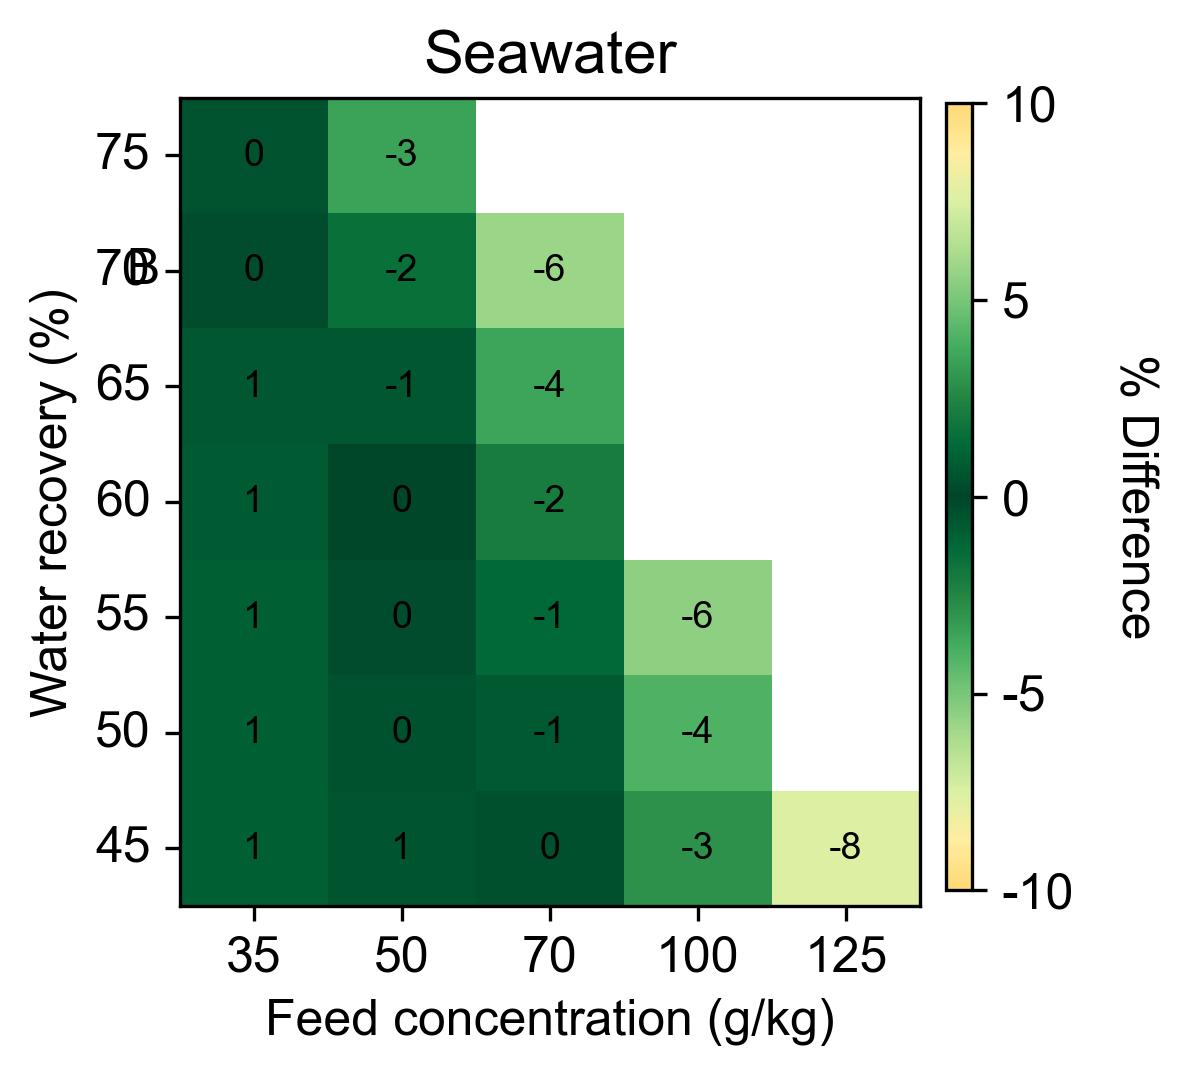 Seawater
75 0 -3
70 B 0 -2 -6
65 1 -1 -4
60 1 0 -2
55 1 0 -1 -6
50 1 0 -1 -4
45 1 1 0 -3 -8
35 50 70 100 125
Feed concentration (g/kg)
Water recovery (%)
10
5
0
-5
-10
% Difference